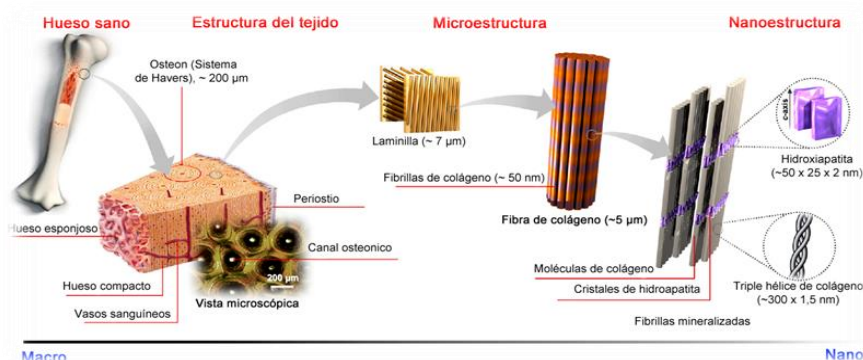 Hueso sano
Estructura del tejido
Microestructura
Nanoestructura
Osteon (Sistema
de Havers), ~ 200 µm
Laminilla (~ 7 µm)
Fibrillas de colágeno (~ 50 nm)
Fibra de colágeno (~5 µm)
c-axis
Hidroxiapatita
(~50 x 25 x 2 nm)
Periostio
Hueso esponjoso
Canal osteonico
200 µm
Hueso compacto
Vista microscópica
Vasos sanguíneos
Moléculas de colágeno
Cristales de hidroapatita
Fibrillas mineralizadas
Triple hélice de colágeno
(~300 x 1,5 nm)
Macro
Nano